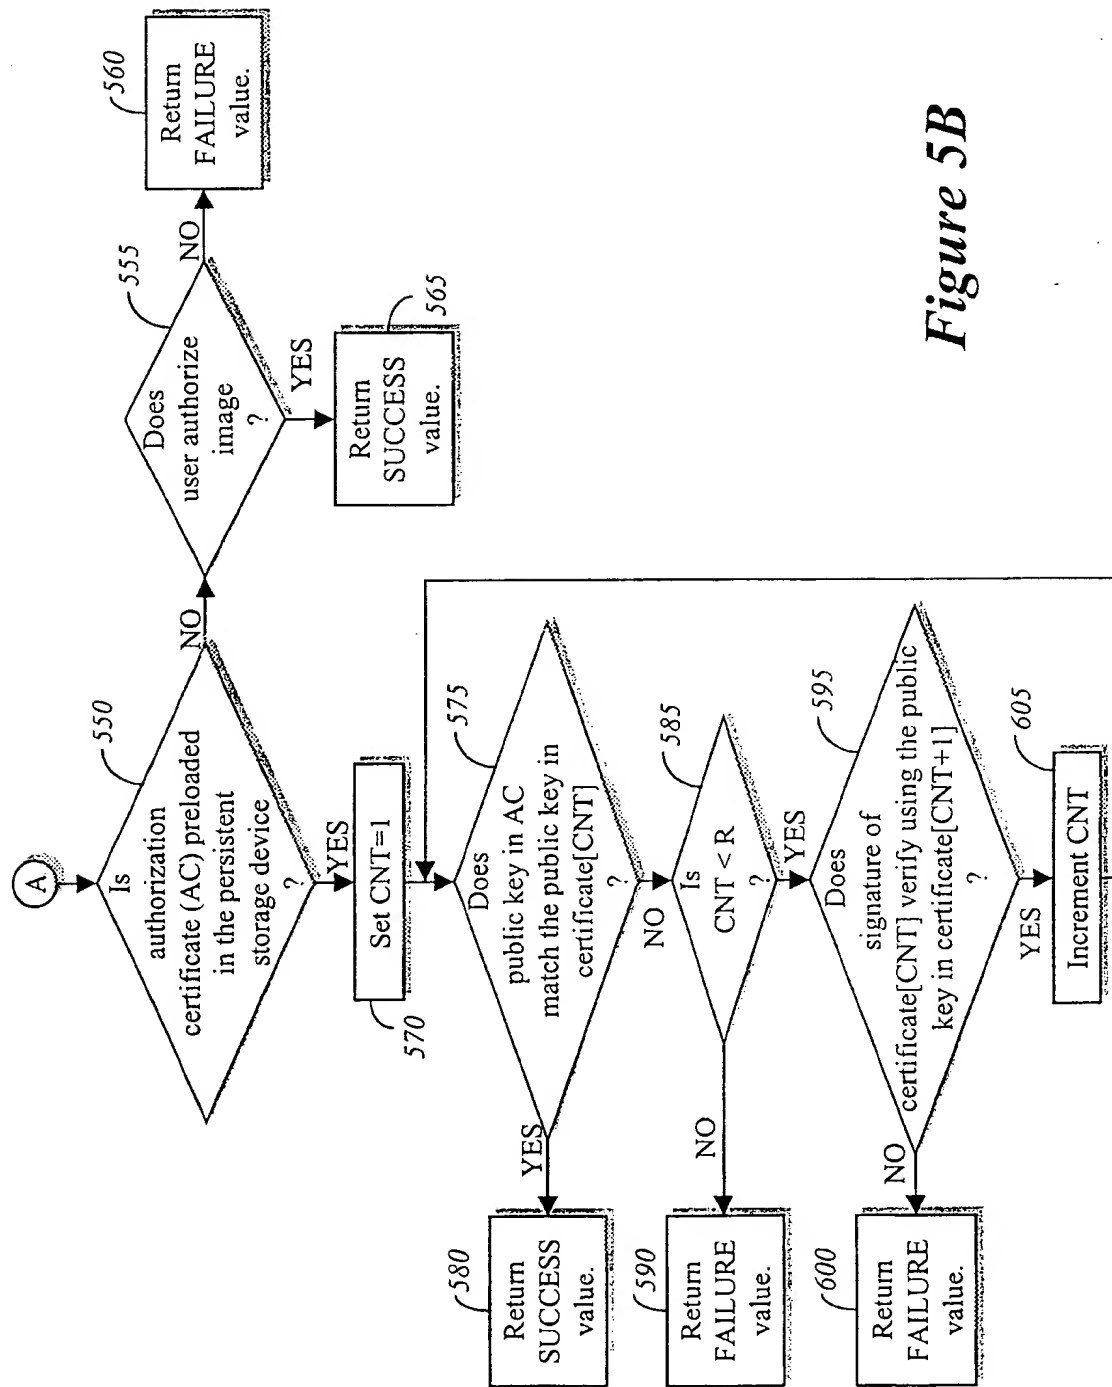 A
550
Is
authorization
certificate (AC) preloaded
in the persistent
storage device
?
NO
YES
555
Does
user authorize
image
?
NO
YES
560
Return
FAILURE
value.
565
Return
SUCCESS
value.
570
Set CNT=1
575
Does
public key in AC
match the public key in
certificate[CNT]
?
YES
NO
580
Return
SUCCESS
value.
585
Is
CNT < R
?
NO
YES
590
Return
FAILURE
value.
595
Does
signature of
certificate[CNT] verify using the public
key in certificate[CNT+1]
?
NO
YES
600
Return
FAILURE
value.
605
Increment CNT
Figure 5B